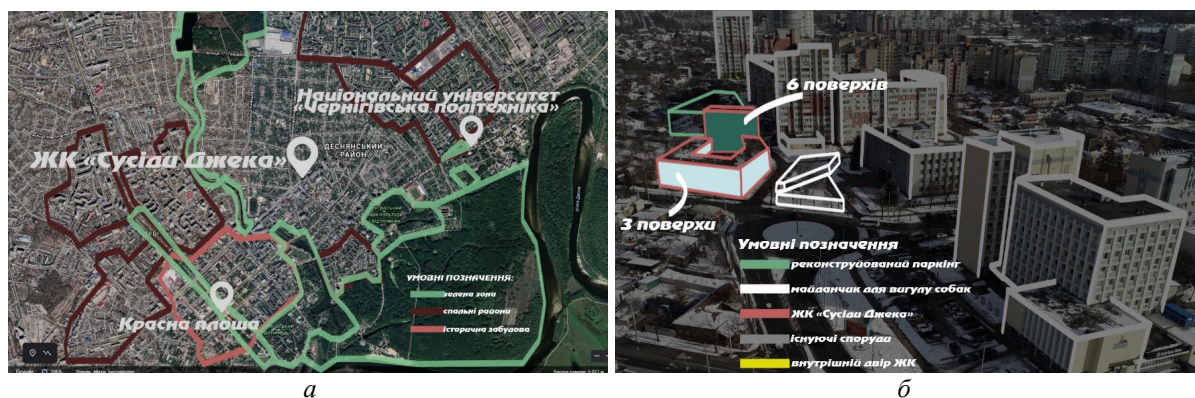 Національний університет
«Чернігівська політехніка»
ЖК «Сусіди Джека»
ДЕСНЯНСЬКИЙ
РАЙОН
Красна площа
УМОВНІ ПОЗНАЧЕННЯ:
зелена зона
спальні райони
історична забудова
а
6 поверхів
3 поверхи
Умовні позначення
реконструйований паркінг
майданчик для вигулу собак
ЖК «Сусіди Джека»
існуючі споруди
внутрішній двір ЖК
б